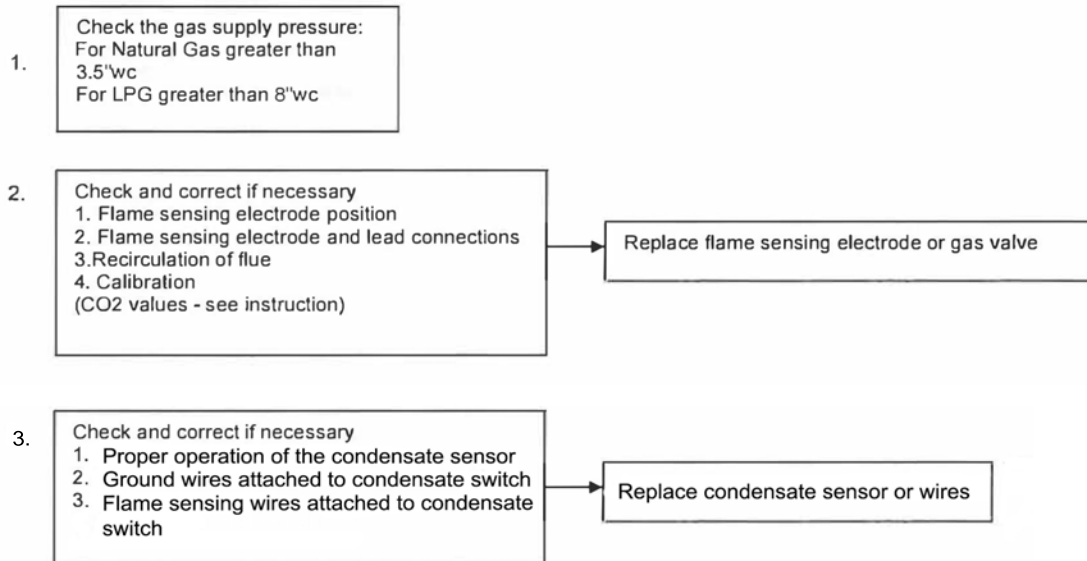 1.
Check the gas supply pressure:
For Natural Gas greater than
3.5"wc
For LPG greater than 8"wc
2.
Check and correct if necessary
1. Flame sensing electrode position
2. Flame sensing electrode and lead connections
3.Recirculation of flue
4. Calibration
(CO2 values - see instruction)
Replace flame sensing electrode or gas valve
3.
Check and correct if necessary
1. Proper operation of the condensate sensor
2. Ground wires attached to condensate switch
3. Flame sensing wires attached to condensate
switch
Replace condensate sensor or wires